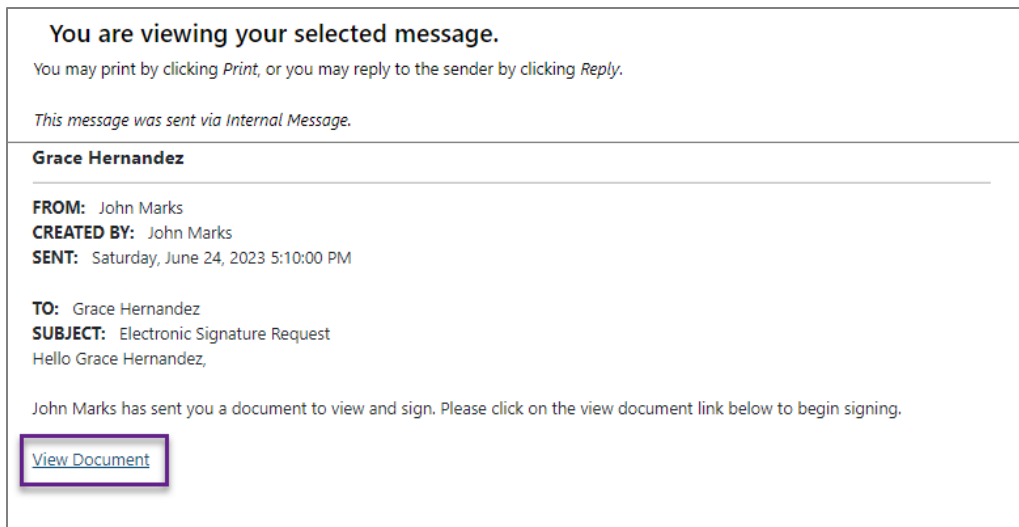 You are viewing your selected message.
You may print by clicking Print, or you may reply to the sender by clicking Reply.
This message was sent via Internal Message.
Grace Hernandez
FROM: John Marks
CREATED BY: John Marks
SENT: Saturday, June 24, 2023 5:10:00 PM
TO: Grace Hernandez
SUBJECT: Electronic Signature Request
Hello Grace Hernandez,
John Marks has sent you a document to view and sign. Please click on the view document link below to begin signing.
View Document